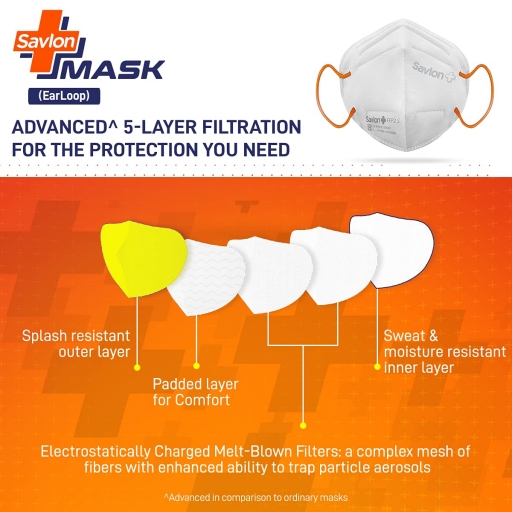 Savlon
MASK
(EarLoop)
ADVANCED^ 5-LAYER FILTRATION
FOR THE PROTECTION YOU NEED
Savlon
Savlon FFP2 S
Splash resistant
outer layer
Padded layer
for Comfort
Sweat &
moisture resistant
inner layer
Electrostatically Charged Melt-Blown Filters: a complex mesh of
fibers with enhanced ability to trap particle aerosols
^Advanced in comparison to ordinary masks